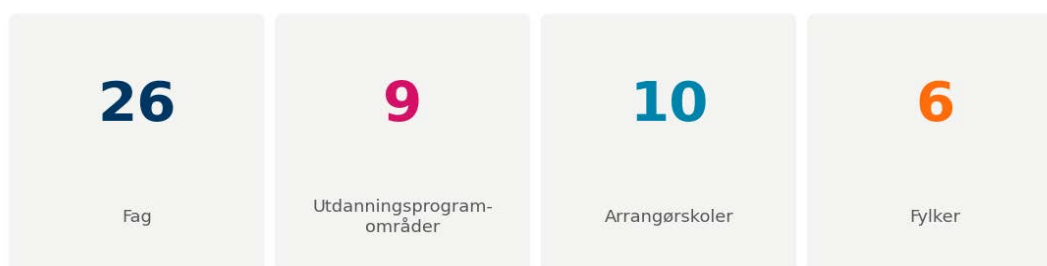 26
Fag
9
Utdanningsprogram-
områder
10
Arrangørskoler
6
Fylker